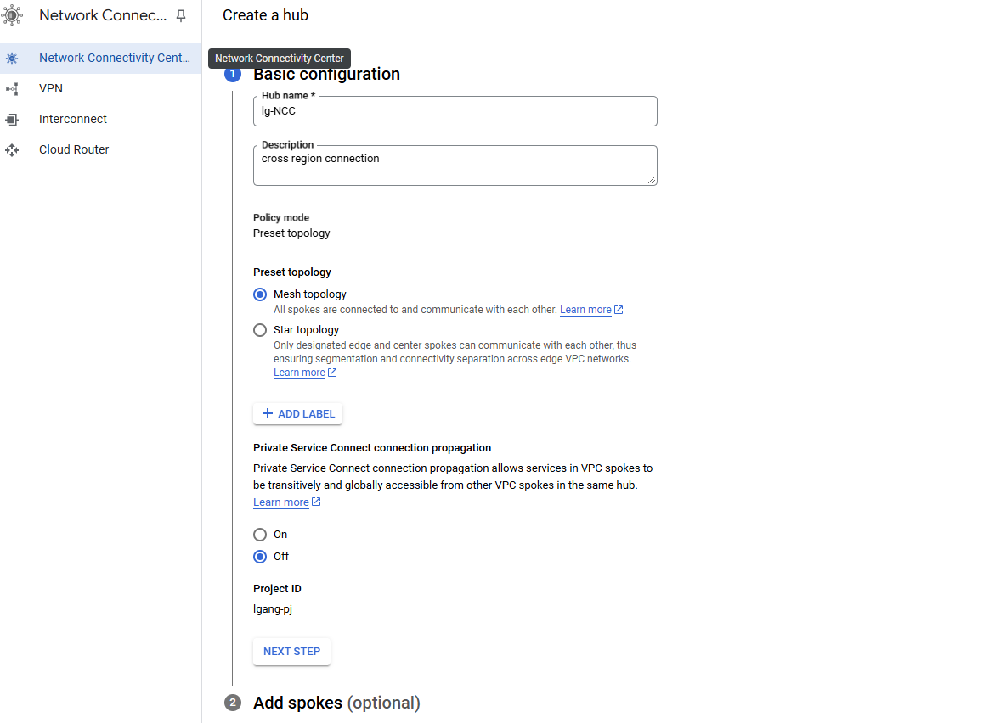 Network Connec...
Create a hub
Network Connectivity Cent...
VPN
Interconnect
Cloud Router
Network Connectivity Center
1
Basic configuration
Hub name *
lg-NCC
Description
cross region connection
Policy mode
Preset topology
Preset topology
Mesh topology
All spokes are connected to and communicate with each other. Learn more
Star topology
Only designated edge and center spokes can communicate with each other, thus
ensuring segmentation and connectivity separation across edge VPC networks.
Learn more
ADD LABEL
Private Service Connect connection propagation
Private Service Connect connection propagation allows services in VPC spokes to
be transitively and globally accessible from other VPC spokes in the same hub.
Learn more
On
Off
Project ID
lgang-pj
NEXT STEP
2
Add spokes (optional)